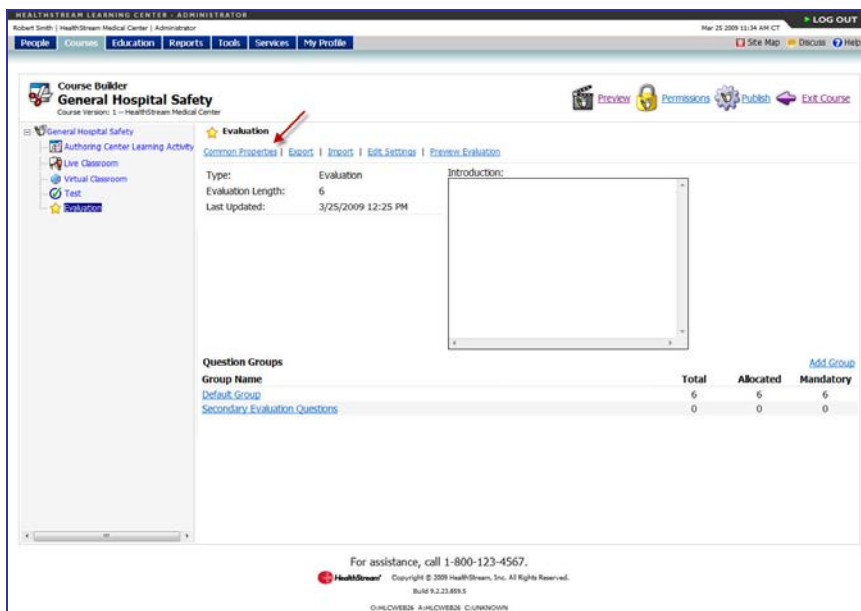 HEALTHSTREAM LEARNING CENTER - ADMINISTRATOR
LOG OUT
Robert Smith | HealthStream Medical Center | Administrator
Mar 25 2009 11:34 AM CT
People Courses Education Reports Tools Services My Profile
Site Map Discuss Help
Course Builder
General Hospital Safety
Course Version: 1 -- HealthStream Medical Center
Preview Permissions Publish Exit Course
General Hospital Safety
Authoring Center Learning Activity
Live Classroom
Virtual Classroom
Test
Evaluation
Evaluation
Common Properties | Export | Import | Edit Settings | Preview Evaluation
Type: Evaluation
Evaluation Length: 6
Last Updated: 3/25/2009 12:25 PM
Introduction:
Question Groups
Add Group
Group Name Total Allocated Mandatory
Default Group 6 6 6
Secondary Evaluation Questions 0 0 0
For assistance, call 1-800-123-4567.
HealthStream Copyright © 2009 HealthStream, Inc. All Rights Reserved.
Build 9.2.23.859.5
O:HLCWEB26 A:HLCWEB26 C:UNKNOWN